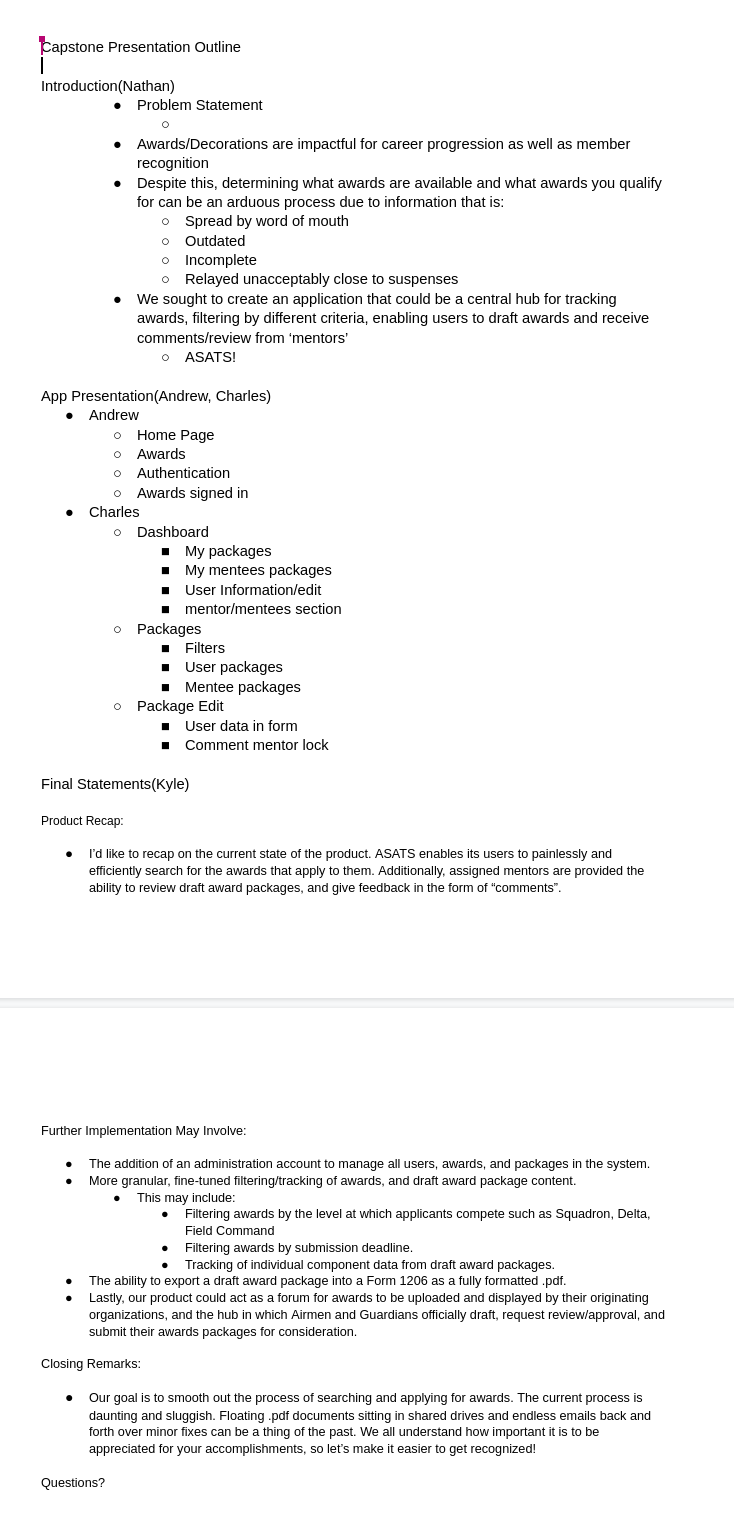 Capstone Presentation Outline
Introduction(Nathan)
● Problem Statement
○
● Awards/Decorations are impactful for career progression as well as member
recognition
● Despite this, determining what awards are available and what awards you qualify
for can be an arduous process due to information that is:
○ Spread by word of mouth
○ Outdated
○ Incomplete
○ Relayed unacceptably close to suspenses
● We sought to create an application that could be a central hub for tracking
awards, filtering by different criteria, enabling users to draft awards and receive
comments/review from ‘mentors’
○ ASATS!
App Presentation(Andrew, Charles)
● Andrew
○ Home Page
○ Awards
○ Authentication
○ Awards signed in
● Charles
○ Dashboard
■ My packages
■ My mentees packages
■ User Information/edit
■ mentor/mentees section
○ Packages
■ Filters
■ User packages
■ Mentee packages
○ Package Edit
■ User data in form
■ Comment mentor lock
Final Statements(Kyle)
Product Recap:
● I’d like to recap on the current state of the product. ASATS enables its users to painlessly and
efficiently search for the awards that apply to them. Additionally, assigned mentors are provided the
ability to review draft award packages, and give feedback in the form of “comments”.
Further Implementation May Involve:
● The addition of an administration account to manage all users, awards, and packages in the system.
● More granular, fine-tuned filtering/tracking of awards, and draft award package content.
● This may include:
● Filtering awards by the level at which applicants compete such as Squadron, Delta,
Field Command
● Filtering awards by submission deadline.
● Tracking of individual component data from draft award packages.
● The ability to export a draft award package into a Form 1206 as a fully formatted .pdf.
● Lastly, our product could act as a forum for awards to be uploaded and displayed by their originating
organizations, and the hub in which Airmen and Guardians officially draft, request review/approval, and
submit their awards packages for consideration.
Closing Remarks:
● Our goal is to smooth out the process of searching and applying for awards. The current process is
daunting and sluggish. Floating .pdf documents sitting in shared drives and endless emails back and
forth over minor fixes can be a thing of the past. We all understand how important it is to be
appreciated for your accomplishments, so let’s make it easier to get recognized!
Questions?